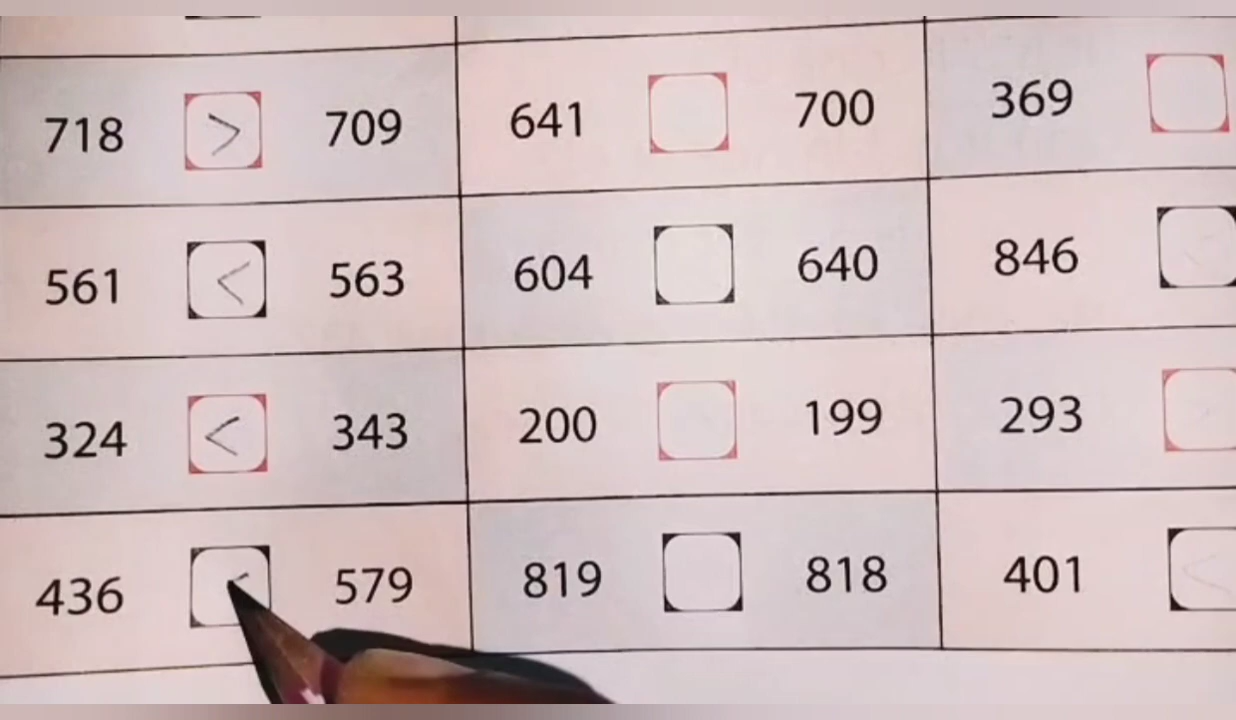 718 > 709 641 700 369
561 < 563 604 640 846
324 < 343 200 199 293
436 < 579 819 818 401